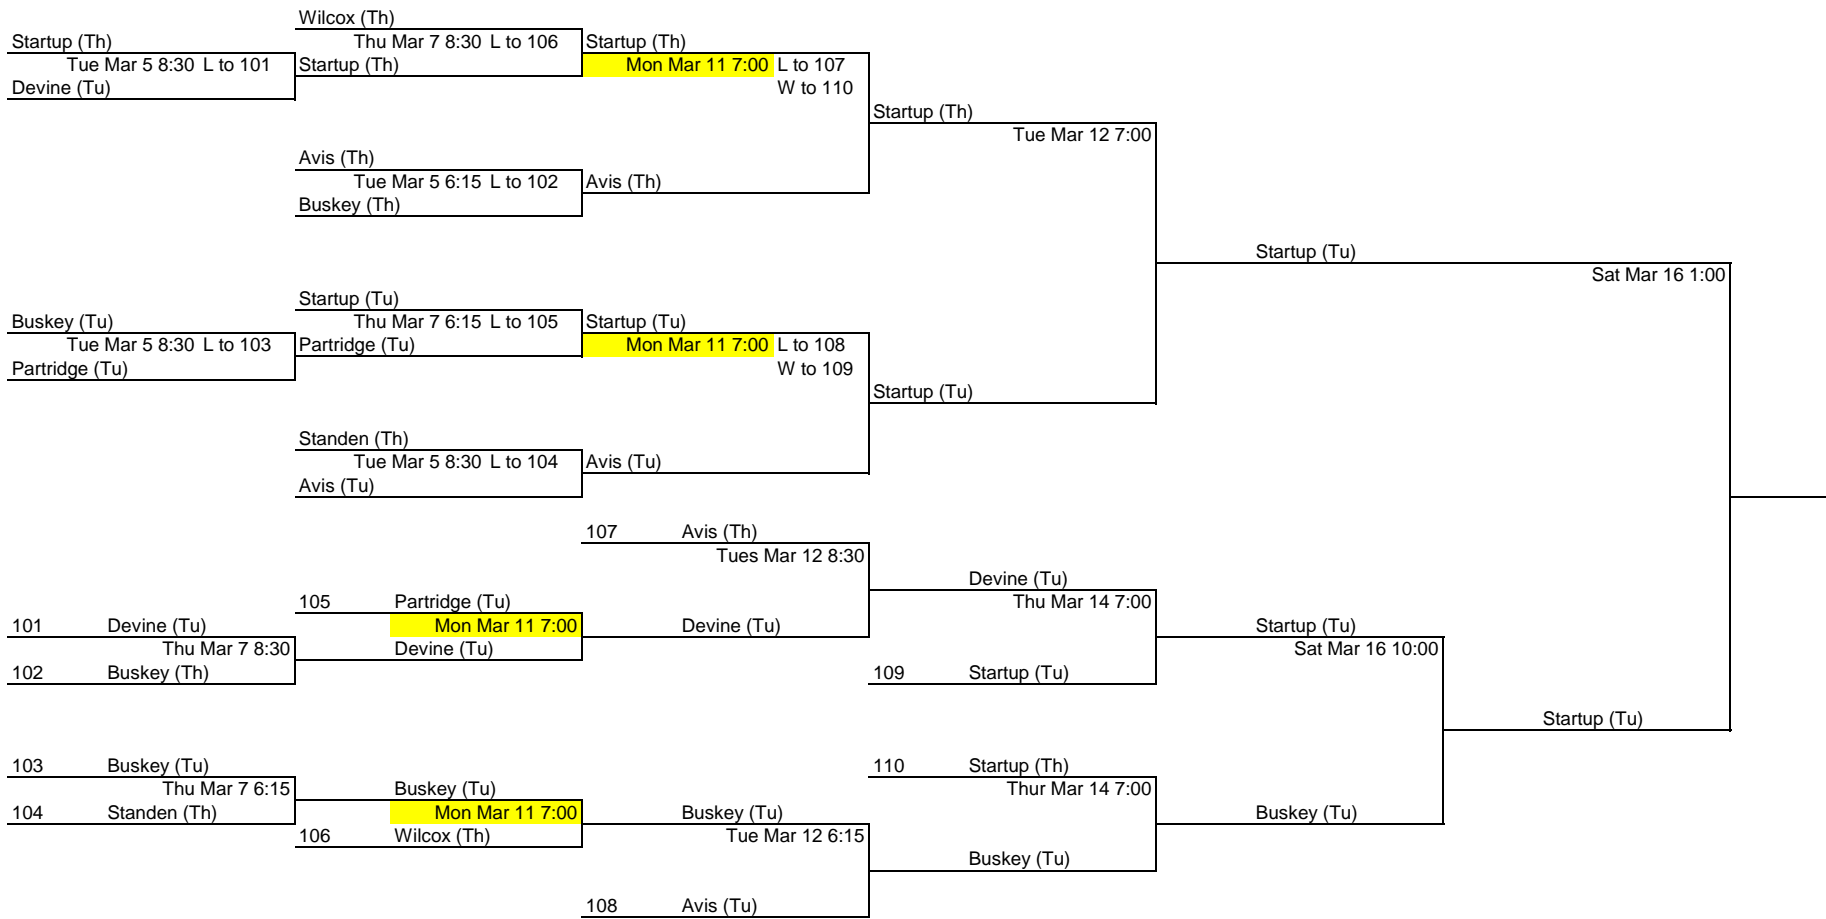 Wilcox (Th)
Startup (Th)
Thu Mar 7 8:30 L to 106
Startup (Th)
Tue Mar 5 8:30 L to 101
Startup (Th)
Mon Mar 11 7:00 L to 107
Devine (Tu)
W to 110
Startup (Th)
Tue Mar 12 7:00
Avis (Th)
Tue Mar 5 6:15 L to 102
Avis (Th)
Buskey (Th)
Startup (Tu)
Sat Mar 16 1:00
Startup (Tu)
Buskey (Tu)
Thu Mar 7 6:15 L to 105
Startup (Tu)
Tue Mar 5 8:30 L to 103
Partridge (Tu)
Mon Mar 11 7:00 L to 108
Partridge (Tu)
W to 109
Startup (Tu)
Standen (Th)
Tue Mar 5 8:30 L to 104
Avis (Tu)
Avis (Tu)
107 Avis (Th)
Tues Mar 12 8:30
Devine (Tu)
105 Partridge (Tu)
Thu Mar 14 7:00
101 Devine (Tu)
Mon Mar 11 7:00
Devine (Tu)
Startup (Tu)
Thu Mar 7 8:30
Devine (Tu)
Sat Mar 16 10:00
102 Buskey (Th)
109 Startup (Tu)
Startup (Tu)
103 Buskey (Tu)
110 Startup (Th)
Thu Mar 7 6:15
Buskey (Tu)
Thur Mar 14 7:00
104 Standen (Th)
Mon Mar 11 7:00
Buskey (Tu)
Buskey (Tu)
106 Wilcox (Th)
Tue Mar 12 6:15
Buskey (Tu)
108 Avis (Tu)